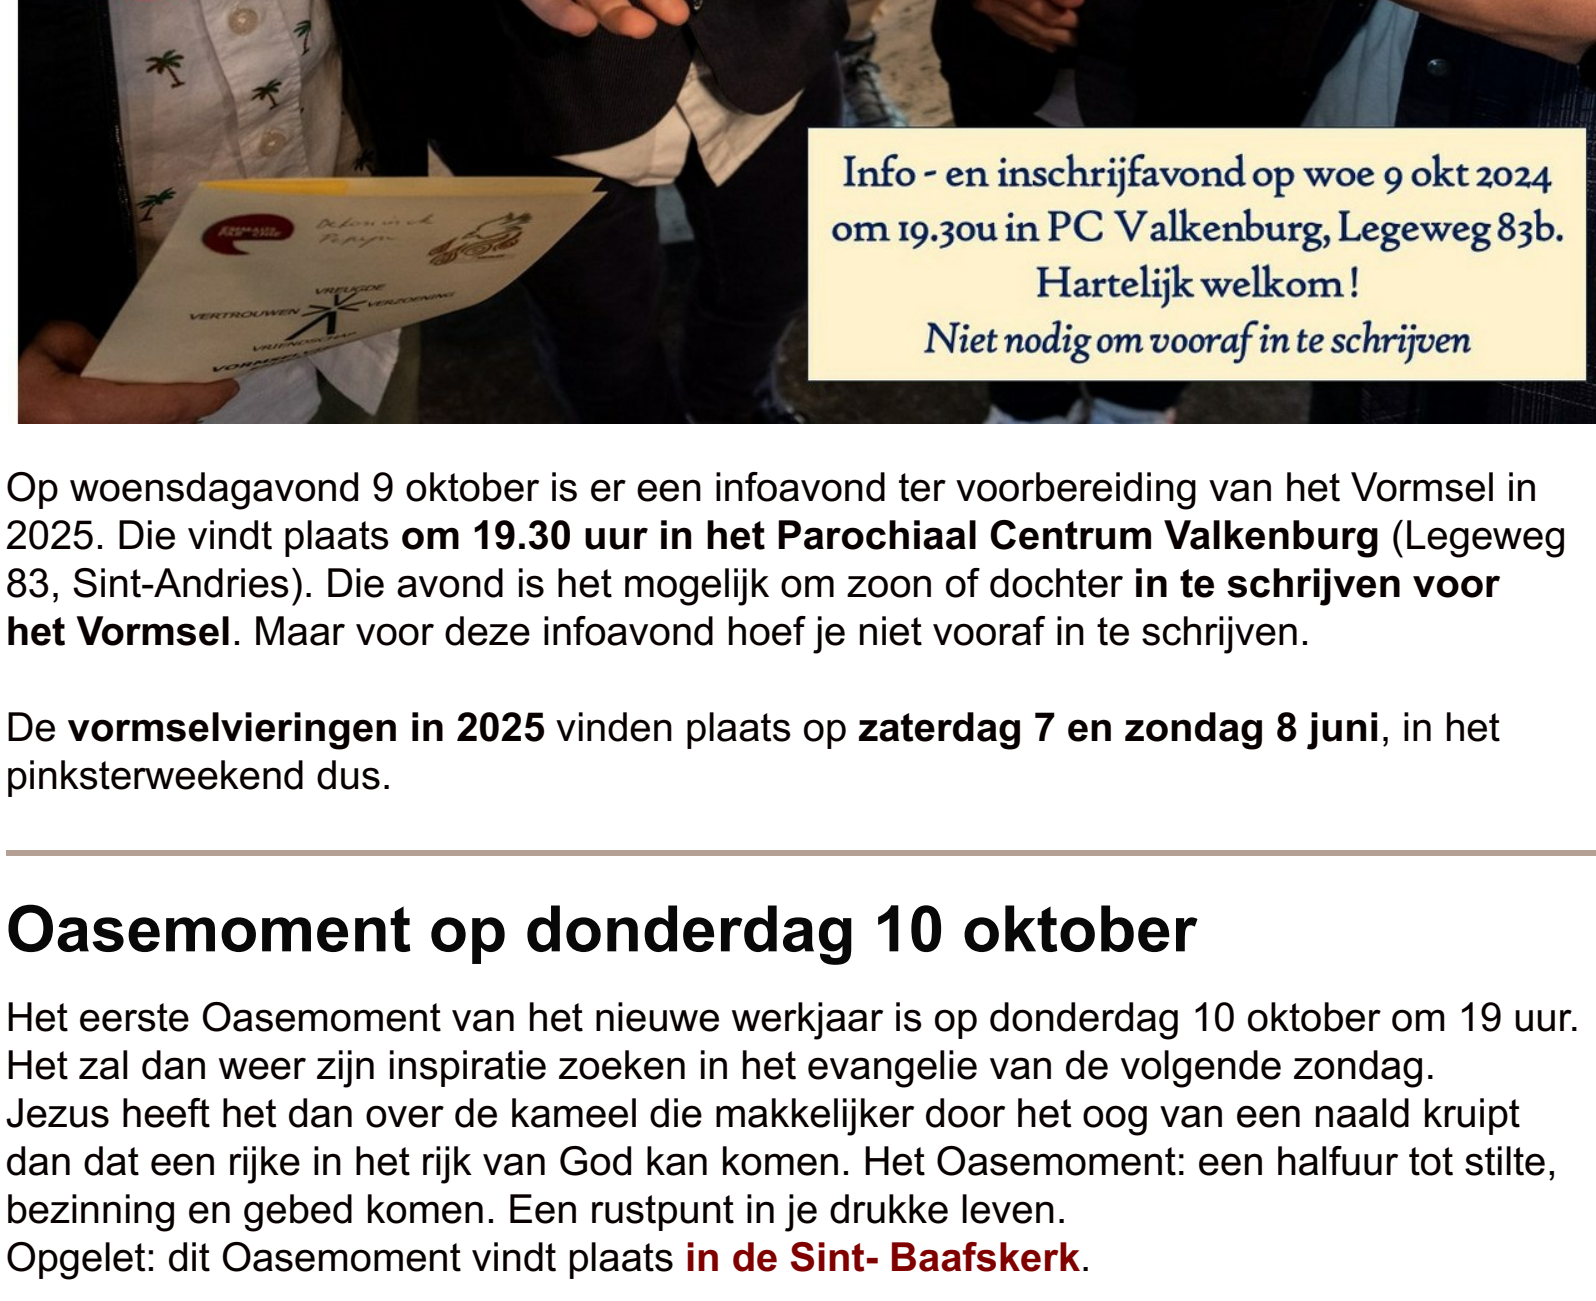 EMMAÜS
PAROCHIE
Pepijn
VREUGDE
VERTROUWEN
VERZOENING
VRIENDSCHAP
Info - en inschrijfavond op woe 9 okt 2024
om 19.30u in PC Valkenburg, Legeweg 83b.
Hartelijk welkom !
Niet nodig om vooraf in te schrijven
Op woensdagavond 9 oktober is er een infoavond ter voorbereiding van het Vormsel in
2025. Die vindt plaats om 19.30 uur in het Parochiaal Centrum Valkenburg (Legeweg
83, Sint-Andries). Die avond is het mogelijk om zoon of dochter in te schrijven voor
het Vormsel. Maar voor deze infoavond hoef je niet vooraf in te schrijven.
De vormselvieringen in 2025 vinden plaats op zaterdag 7 en zondag 8 juni, in het
pinksterweekend dus.
Oasemoment op donderdag 10 oktober
Het eerste Oasemoment van het nieuwe werkjaar is op donderdag 10 oktober om 19 uur.
Het zal dan weer zijn inspiratie zoeken in het evangelie van de volgende zondag.
Jezus heeft het dan over de kameel die makkelijker door het oog van een naald kruipt
dan dat een rijke in het rijk van God kan komen. Het Oasemoment: een halfuur tot stilte,
bezinning en gebed komen. Een rustpunt in je drukke leven.
Opgelet: dit Oasemoment vindt plaats in de Sint- Baafskerk.